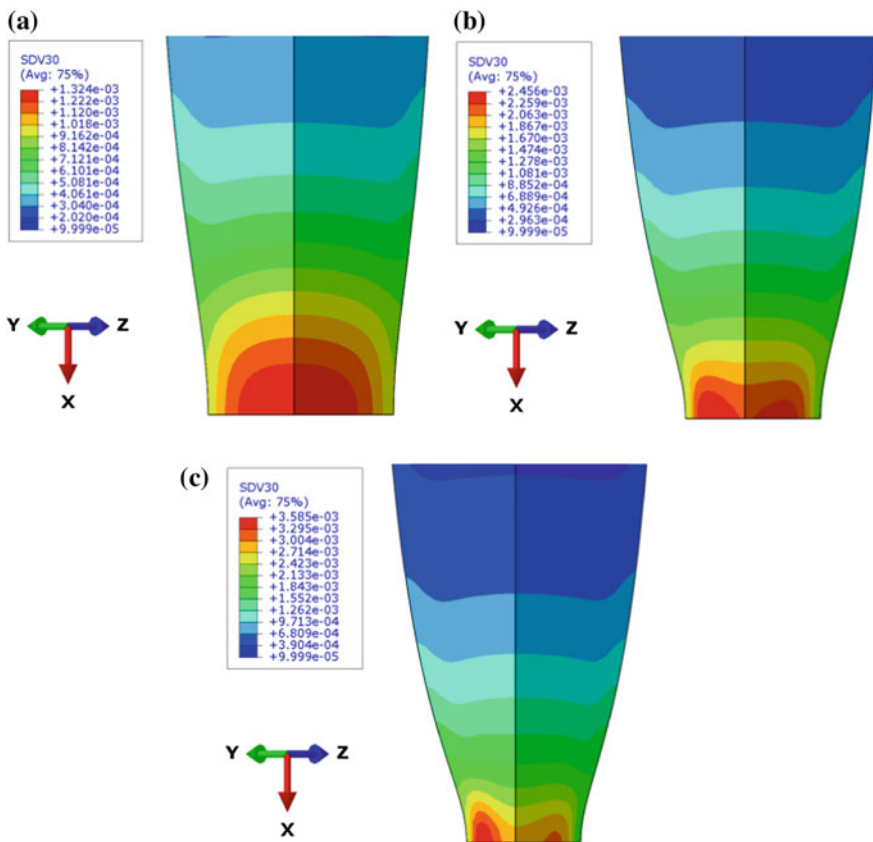 (a)
SDV30
(Avg: 75%)
+1.324e-03
+1.222e-03
+1.120e-03
+1.018e-03
+9.162e-04
+8.142e-04
+7.121e-04
+6.101e-04
+5.081e-04
+4.061e-04
+3.040e-04
+2.020e-04
+9.999e-05
Y
Z
X
(b)
SDV30
(Avg: 75%)
+2.456e-03
+2.259e-03
+2.063e-03
+1.867e-03
+1.670e-03
+1.474e-03
+1.278e-03
+1.081e-03
+8.852e-04
+6.889e-04
+4.926e-04
+2.963e-04
+9.999e-05
Y
Z
X
(c)
SDV30
(Avg: 75%)
+3.585e-03
+3.295e-03
+3.004e-03
+2.714e-03
+2.423e-03
+2.133e-03
+1.843e-03
+1.552e-03
+1.262e-03
+9.713e-04
+6.809e-04
+3.904e-04
+9.999e-05
Y
Z
X